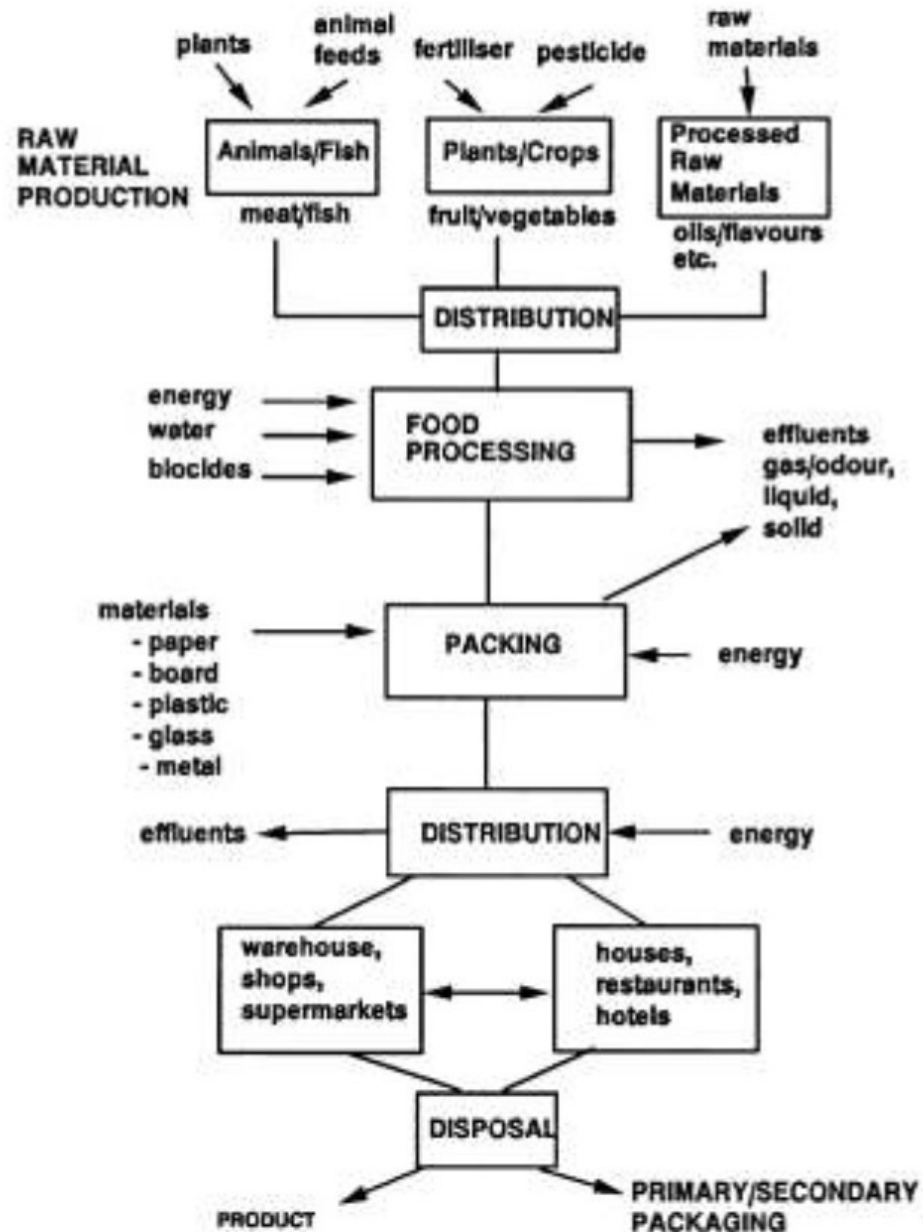 plants
animal
feeds
fertiliser
pesticide
raw
materials
RAW
MATERIAL
PRODUCTION
Animals/Fish
Plants/Crops
Processed
Raw
Materials
meat/fish
fruit/vegetables
oils/flavours
etc.
DISTRIBUTION
energy
water
biocides
FOOD
PROCESSING
effluents
gas/odour,
liquid,
solid
materials
- paper
- board
- plastic
- glass
- metal
PACKING
energy
effluents
DISTRIBUTION
energy
warehouse,
shops,
supermarkets
houses,
restaurants,
hotels
DISPOSAL
PRODUCT
PRIMARY/SECONDARY
PACKAGING